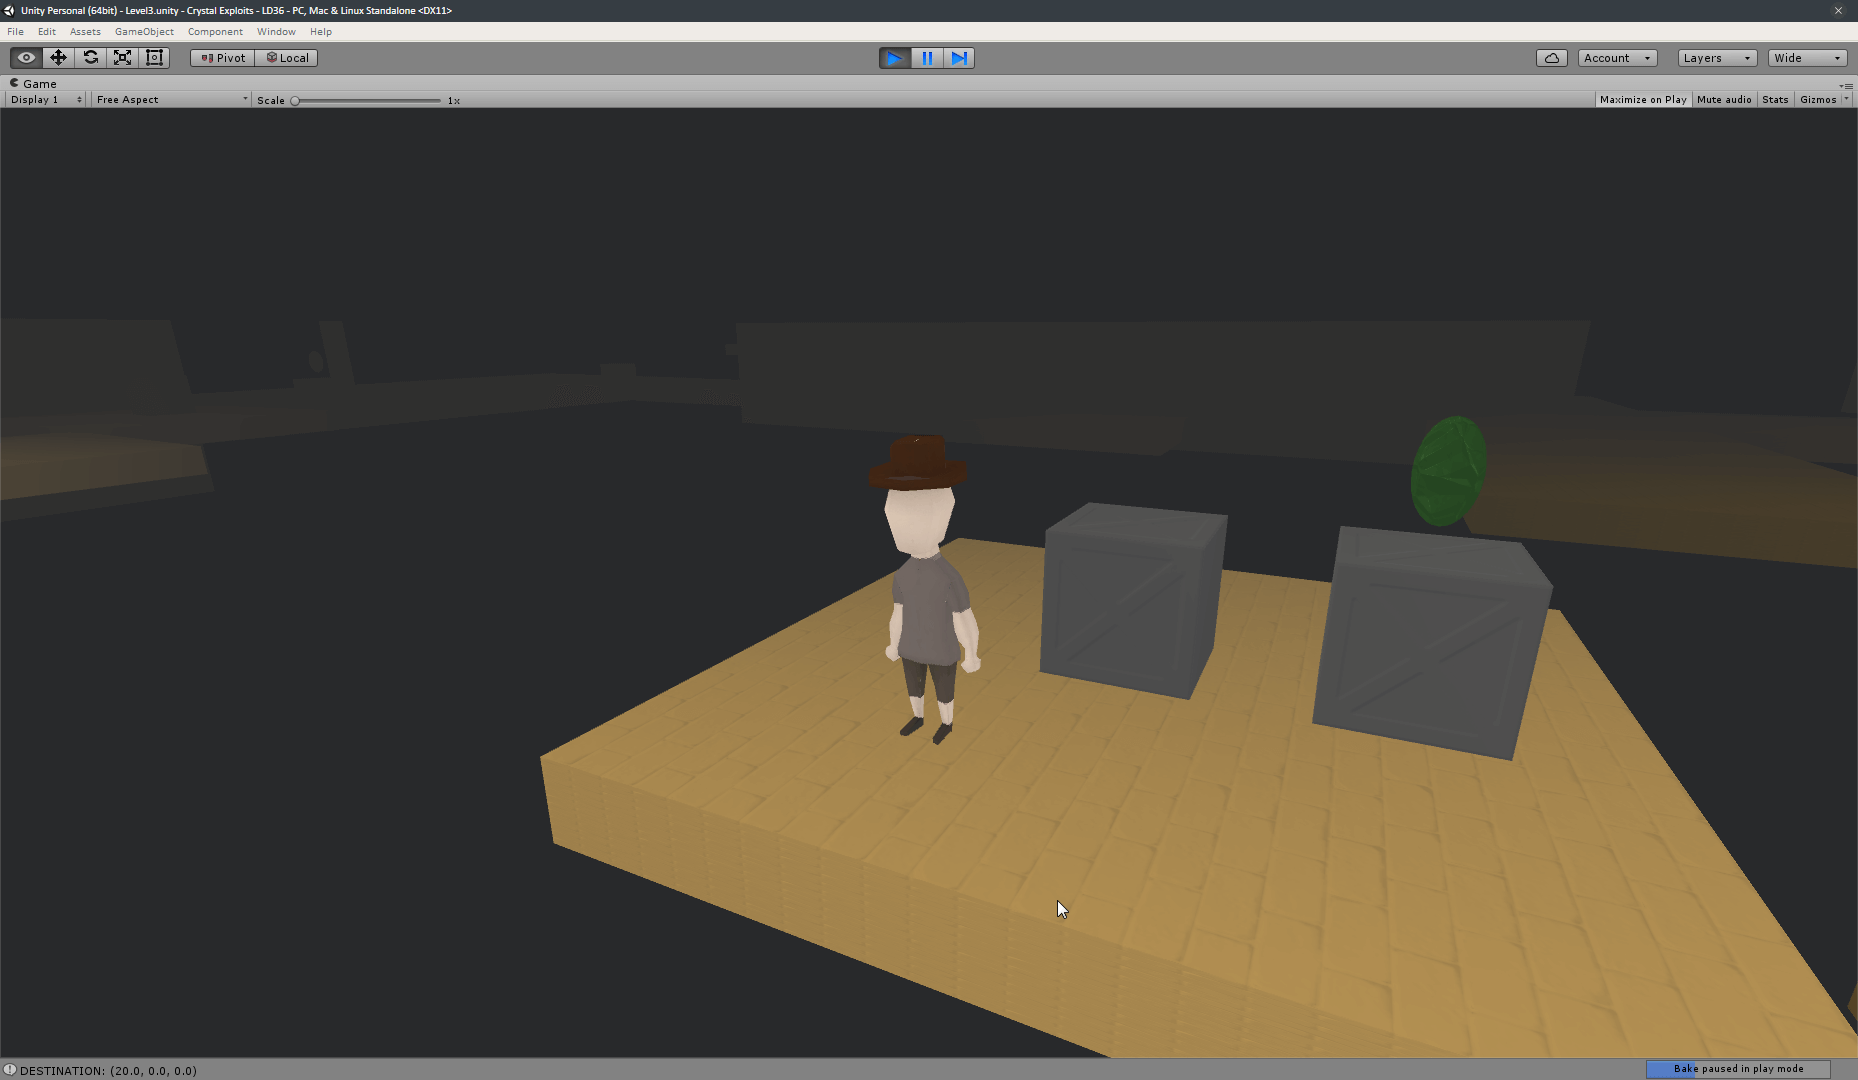 Unity Personal (64bit) - Level3.unity - Crystal Exploits - LD36 - PC, Mac & Linux Standalone <DX11>
File Edit Assets GameObject Component Window Help
Pivot Local Account Layers Wide
Game
Display 1 Free Aspect Scale 1x Maximize on Play Mute audio Stats Gizmos
DESTINATION: (20.0, 0.0, 0.0) Bake paused in play mode